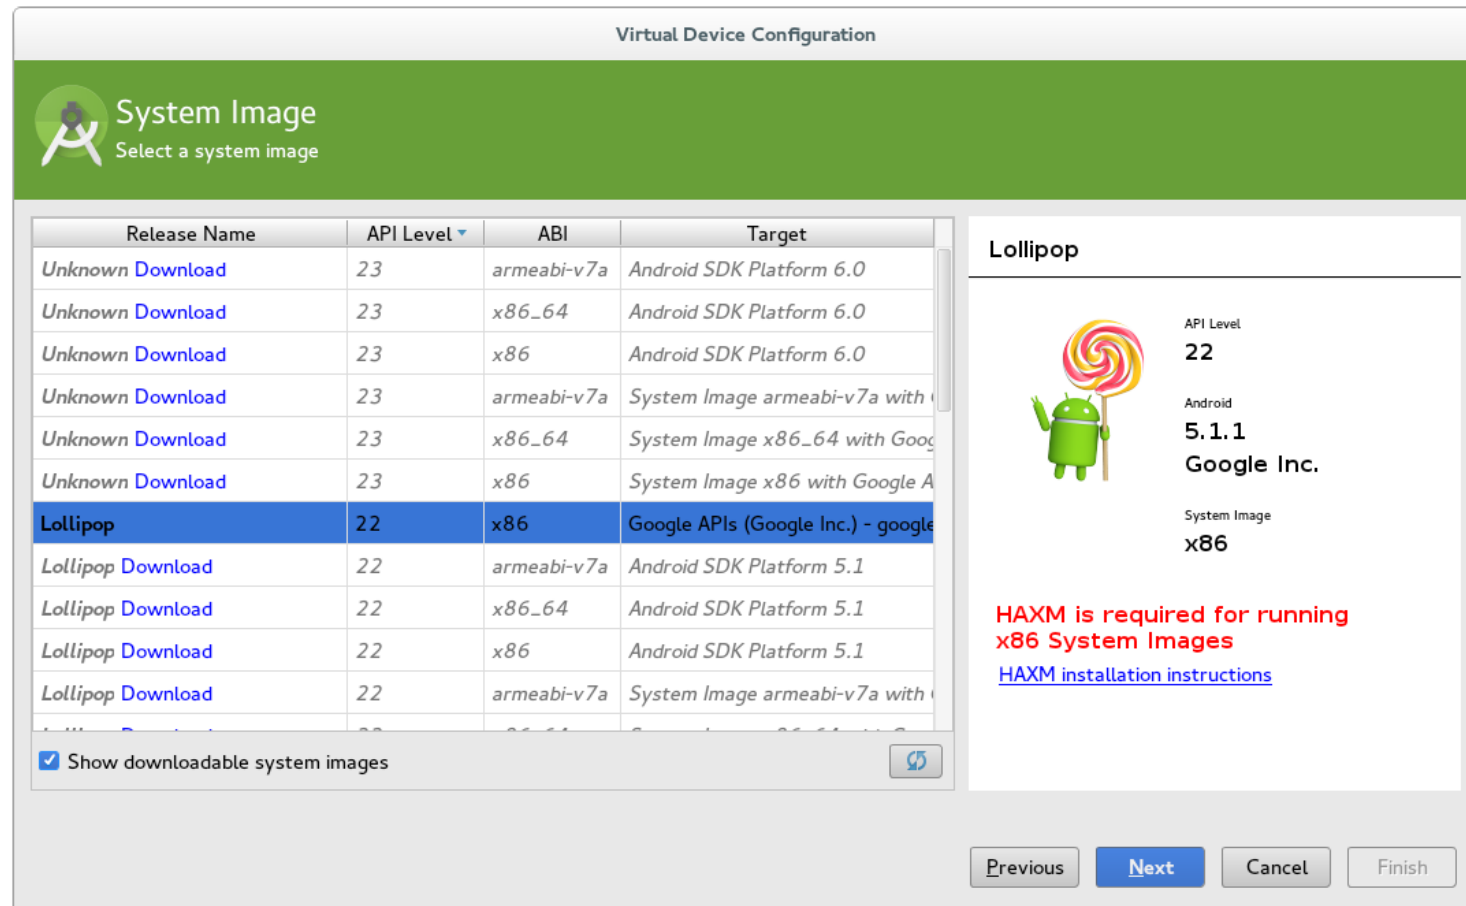 Virtual Device Configuration
System Image
Select a system image
Release Name API Level ABI Target
Unknown Download 23 armeabi-v7a Android SDK Platform 6.0
Unknown Download 23 x86_64 Android SDK Platform 6.0
Unknown Download 23 x86 Android SDK Platform 6.0
Unknown Download 23 armeabi-v7a System Image armeabi-v7a with
Unknown Download 23 x86_64 System Image x86_64 with Goog
Unknown Download 23 x86 System Image x86 with Google A
Lollipop 22 x86 Google APIs (Google Inc.) - google
Lollipop Download 22 armeabi-v7a Android SDK Platform 5.1
Lollipop Download 22 x86_64 Android SDK Platform 5.1
Lollipop Download 22 x86 Android SDK Platform 5.1
Lollipop Download 22 armeabi-v7a System Image armeabi-v7a with
Show downloadable system images
Lollipop
API Level
22
Android
5.1.1
Google Inc.
System Image
x86
HAXM is required for running
x86 System Images
HAXM installation instructions
Previous Next Cancel Finish